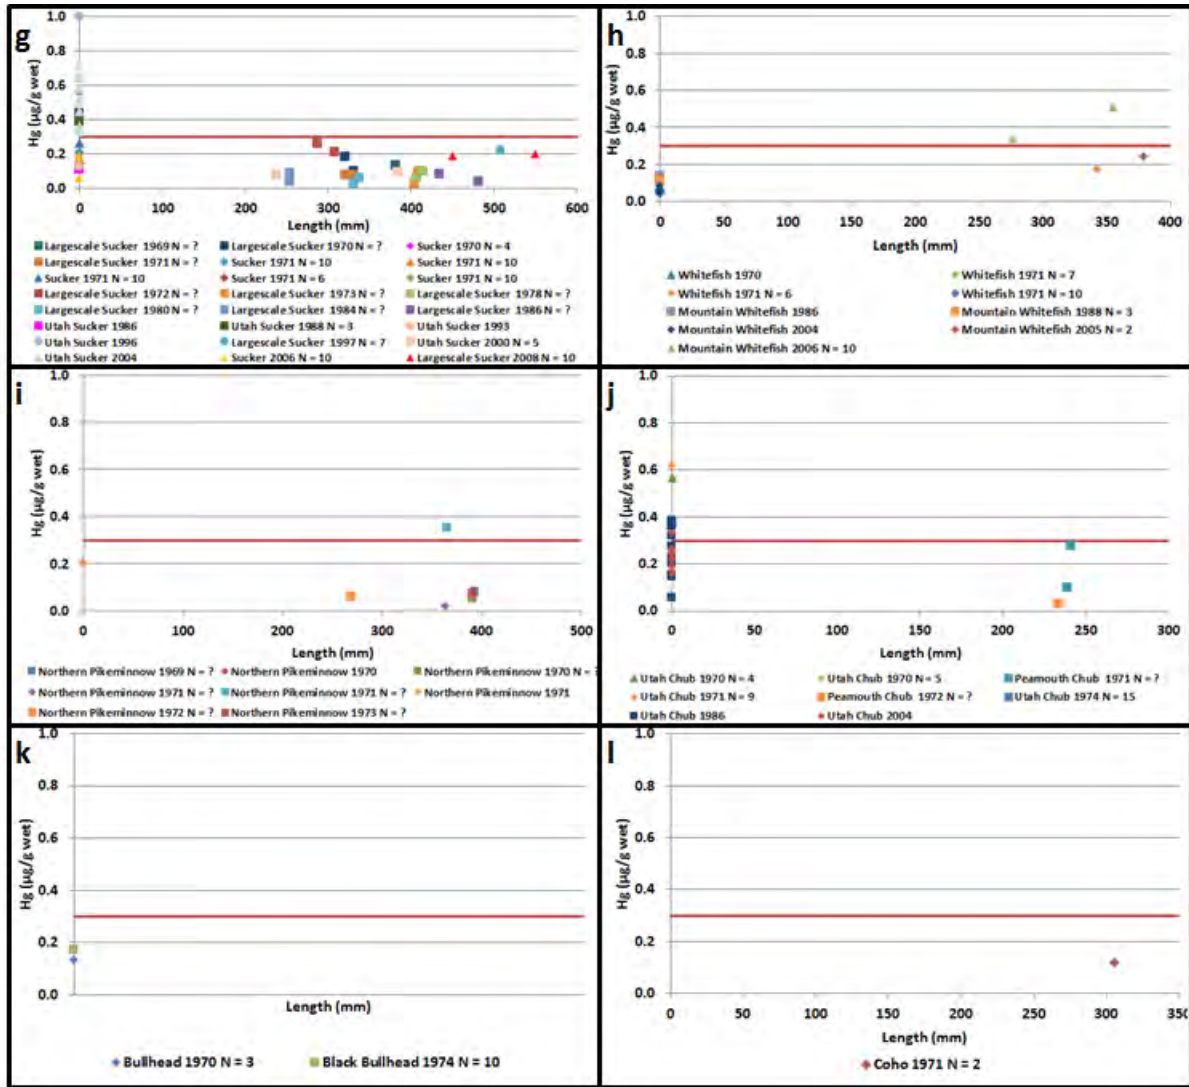 g
Hg (µg/g wet)
1.0
0.8
0.6
0.4
0.2
0.0
0 100 200 300 400 500 600
Length (mm)
Largescale Sucker 1969 N = ? Largescale Sucker 1970 N = ? Sucker 1970 N = 4
Largescale Sucker 1971 N = ? Sucker 1971 N = 10 Sucker 1971 N = 10
Sucker 1971 N = 10 Sucker 1971 N = 6 Sucker 1971 N = 10
Largescale Sucker 1972 N = ? Largescale Sucker 1973 N = ? Largescale Sucker 1978 N = ?
Largescale Sucker 1980 N = ? Largescale Sucker 1984 N = ? Largescale Sucker 1986 N = ?
Utah Sucker 1986 Utah Sucker 1988 N = 3 Utah Sucker 1993
Utah Sucker 1996 Largescale Sucker 1997 N = 7 Utah Sucker 2000 N = 5
Utah Sucker 2004 Sucker 2006 N = 10 Largescale Sucker 2008 N = 10
h
Hg (µg/g wet)
1.0
0.8
0.6
0.4
0.2
0.0
0 50 100 150 200 250 300 350 400
Length (mm)
Whitefish 1970 Whitefish 1971 N = 7
Whitefish 1971 N = 6 Whitefish 1971 N = 10
Mountain Whitefish 1986 Mountain Whitefish 1988 N = 3
Mountain Whitefish 2004 Mountain Whitefish 2005 N = 2
Mountain Whitefish 2006 N = 10
i
Hg (µg/g wet)
1.0
0.8
0.6
0.4
0.2
0.0
0 100 200 300 400 500
Length (mm)
Northern Pikeminnow 1969 N = ? Northern Pikeminnow 1970 Northern Pikeminnow 1970 N = ?
Northern Pikeminnow 1971 N = ? Northern Pikeminnow 1971 N = ? Northern Pikeminnow 1971
Northern Pikeminnow 1972 N = ? Northern Pikeminnow 1973 N = ?
j
Hg (µg/g wet)
1.0
0.8
0.6
0.4
0.2
0.0
0 50 100 150 200 250 300
Length (mm)
Utah Chub 1970 N = 4 Utah Chub 1970 N = 5 Peamouth Chub 1971 N = ?
Utah Chub 1971 N = 9 Peamouth Chub 1972 N = ? Utah Chub 1974 N = 15
Utah Chub 1986 Utah Chub 2004
k
Hg (µg/g wet)
1.0
0.8
0.6
0.4
0.2
0.0
Length (mm)
Bullhead 1970 N = 3 Black Bullhead 1974 N = 10
l
Hg (µg/g wet)
1.0
0.8
0.6
0.4
0.2
0.0
0 50 100 150 200 250 300 350
Length (mm)
Coho 1971 N = 2